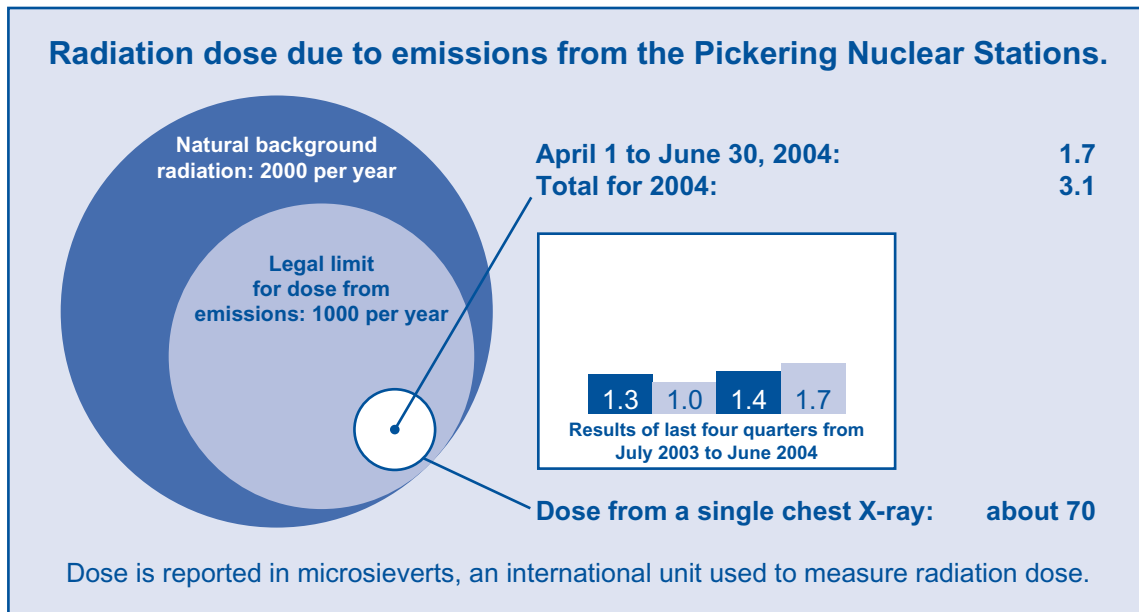 Radiation dose due to emissions from the Pickering Nuclear Stations.
Natural background
radiation: 2000 per year
Legal limit
for dose from
emissions: 1000 per year
April 1 to June 30, 2004: 1.7
Total for 2004: 3.1
1.3 1.0 1.4 1.7
Results of last four quarters from
July 2003 to June 2004
Dose from a single chest X-ray: about 70
Dose is reported in microsieverts, an international unit used to measure radiation dose.